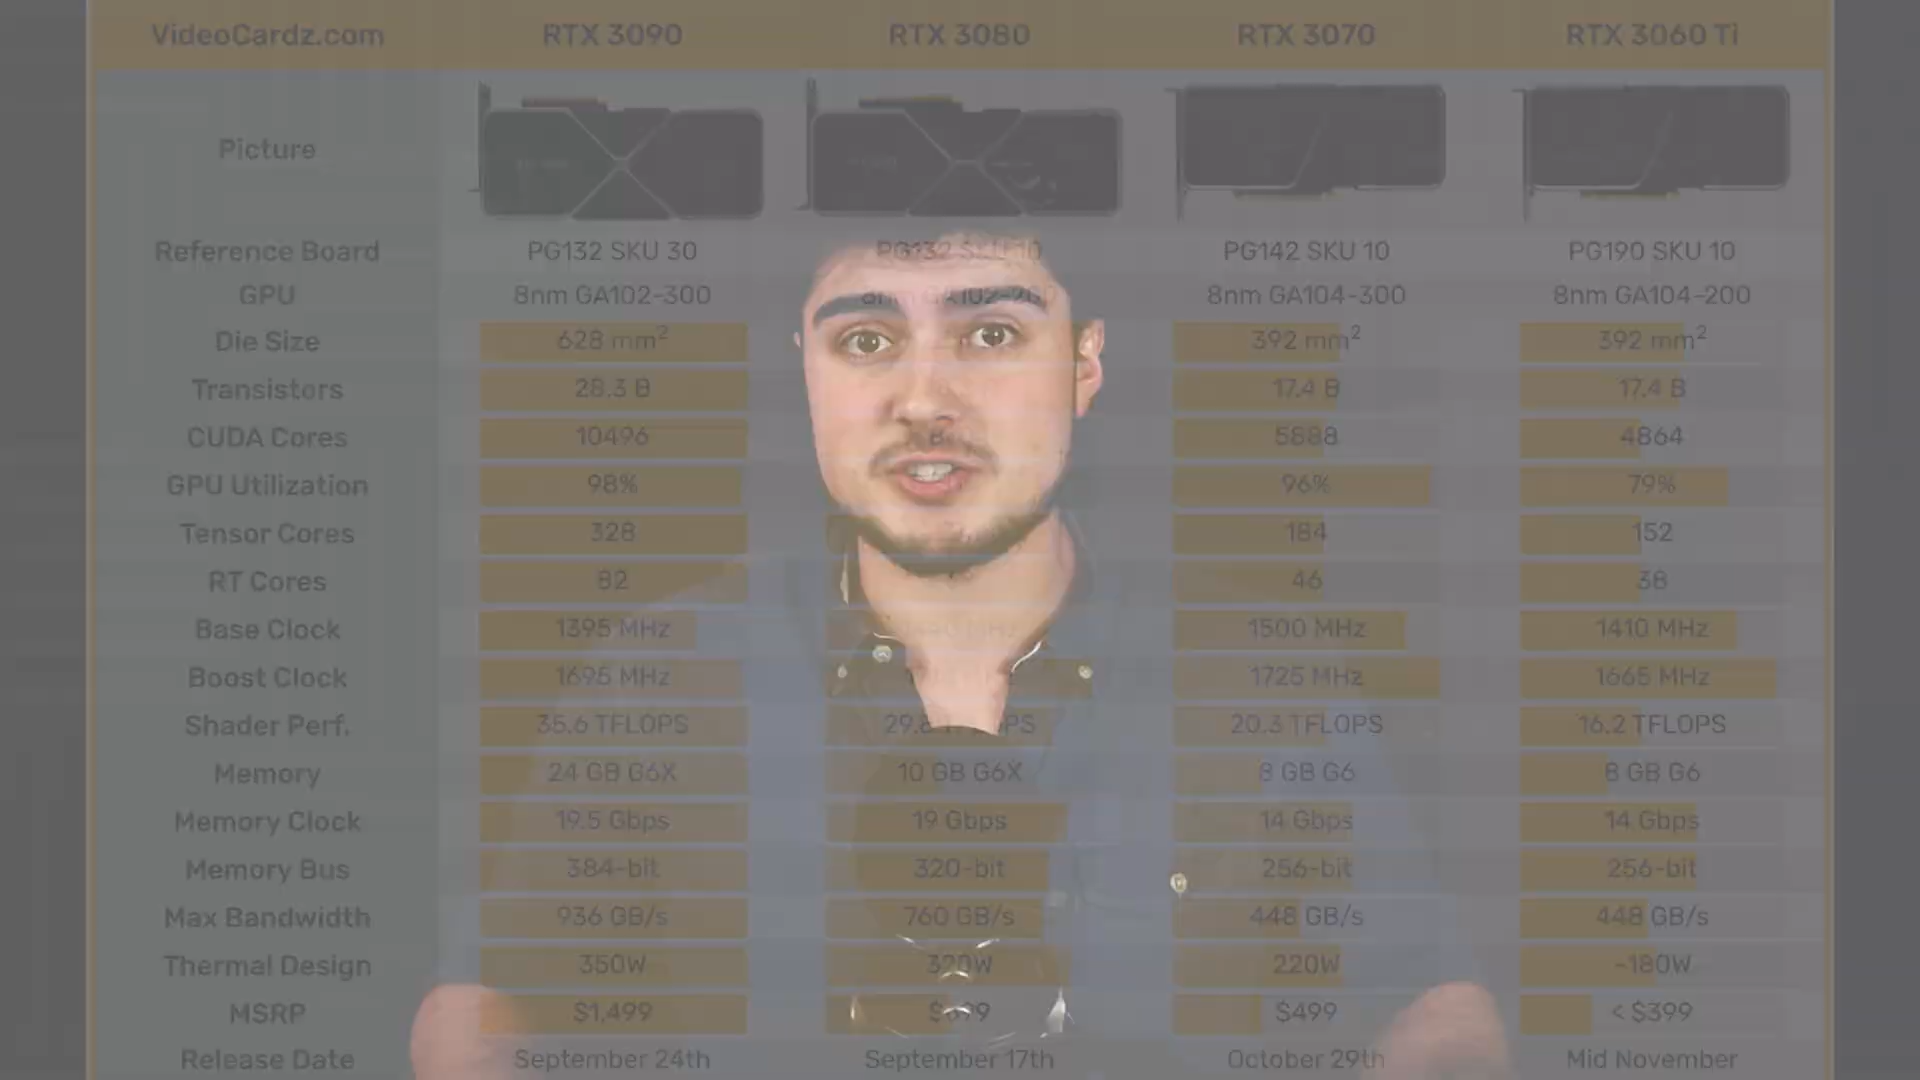 VideoCardz.com RTX 3090 RTX 3080 RTX 3070 RTX 3060 Ti
Picture
Reference Board PG132 SKU 30 PG132 SKU 10 PG142 SKU 10 PG190 SKU 10
GPU 8nm GA102-300 8nm GA104-300 8nm GA104-200
Die Size 628 mm² 392 mm² 392 mm²
Transistors 28.3 B 17.4 B 17.4 B
CUDA Cores 10496 5888 4864
GPU Utilization 98% 96% 79%
Tensor Cores 328 184 152
RT Cores 82 46 38
Base Clock 1395 MHz 1500 MHz 1410 MHz
Boost Clock 1695 MHz 1725 MHz 1665 MHz
Shader Perf. 35.6 TFLOPS 20.3 TFLOPS 16.2 TFLOPS
Memory 24 GB G6X 10 GB G6X 8 GB G6 8 GB G6
Memory Clock 19.5 Gbps 19 Gbps 14 Gbps 14 Gbps
Memory Bus 384-bit 320-bit 256-bit 256-bit
Max Bandwidth 936 GB/s 760 GB/s 448 GB/s 448 GB/s
Thermal Design 350W 320W 220W ~180W
MSRP $1,499 $499 < $399
Release Date September 24th September 17th October 29th Mid November